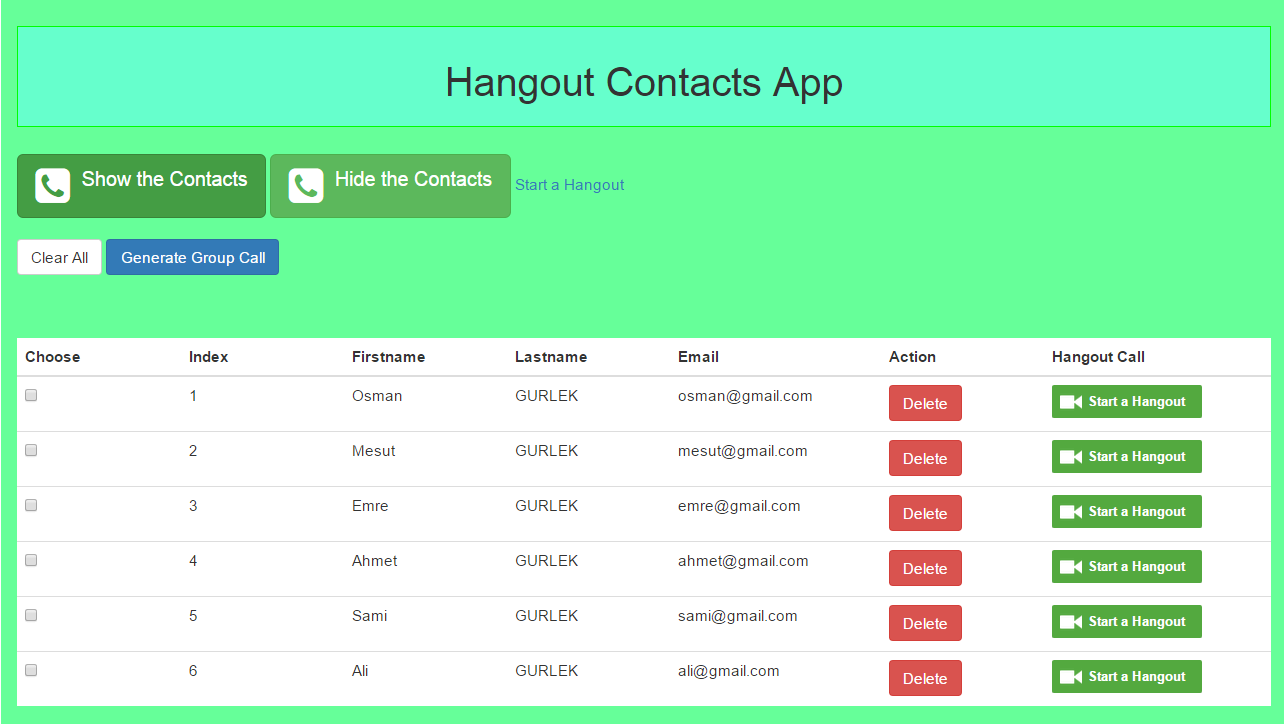 Hangout Contacts App
Show the Contacts Hide the Contacts Start a Hangout
Clear All Generate Group Call
Choose Index Firstname Lastname Email Action Hangout Call
1 Osman GURLEK osman@gmail.com Delete Start a Hangout
2 Mesut GURLEK mesut@gmail.com Delete Start a Hangout
3 Emre GURLEK emre@gmail.com Delete Start a Hangout
4 Ahmet GURLEK ahmet@gmail.com Delete Start a Hangout
5 Sami GURLEK sami@gmail.com Delete Start a Hangout
6 Ali GURLEK ali@gmail.com Delete Start a Hangout